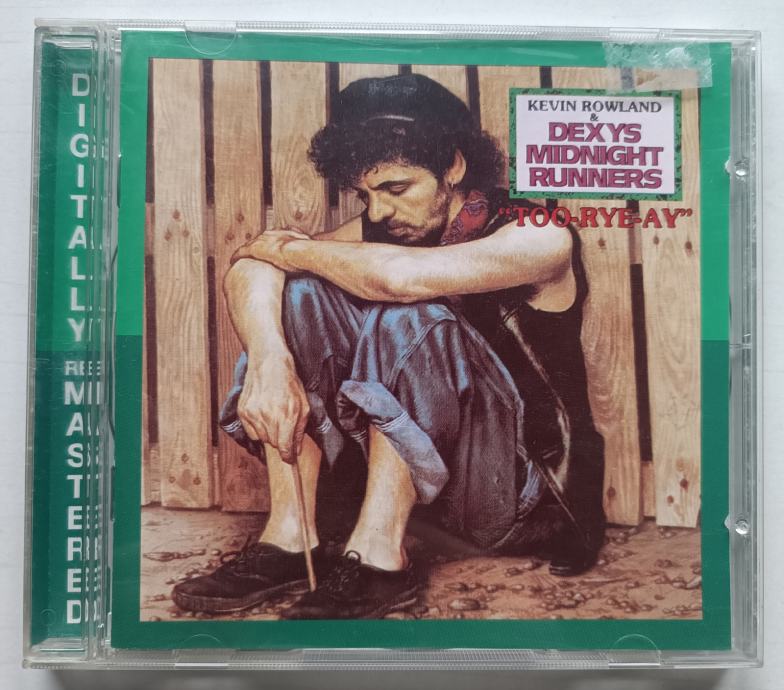 DIGITALLY REMASTERED
KEVIN ROWLAND
&
DEXYS
MIDNIGHT
RUNNERS
"TOO-RYE-AY"